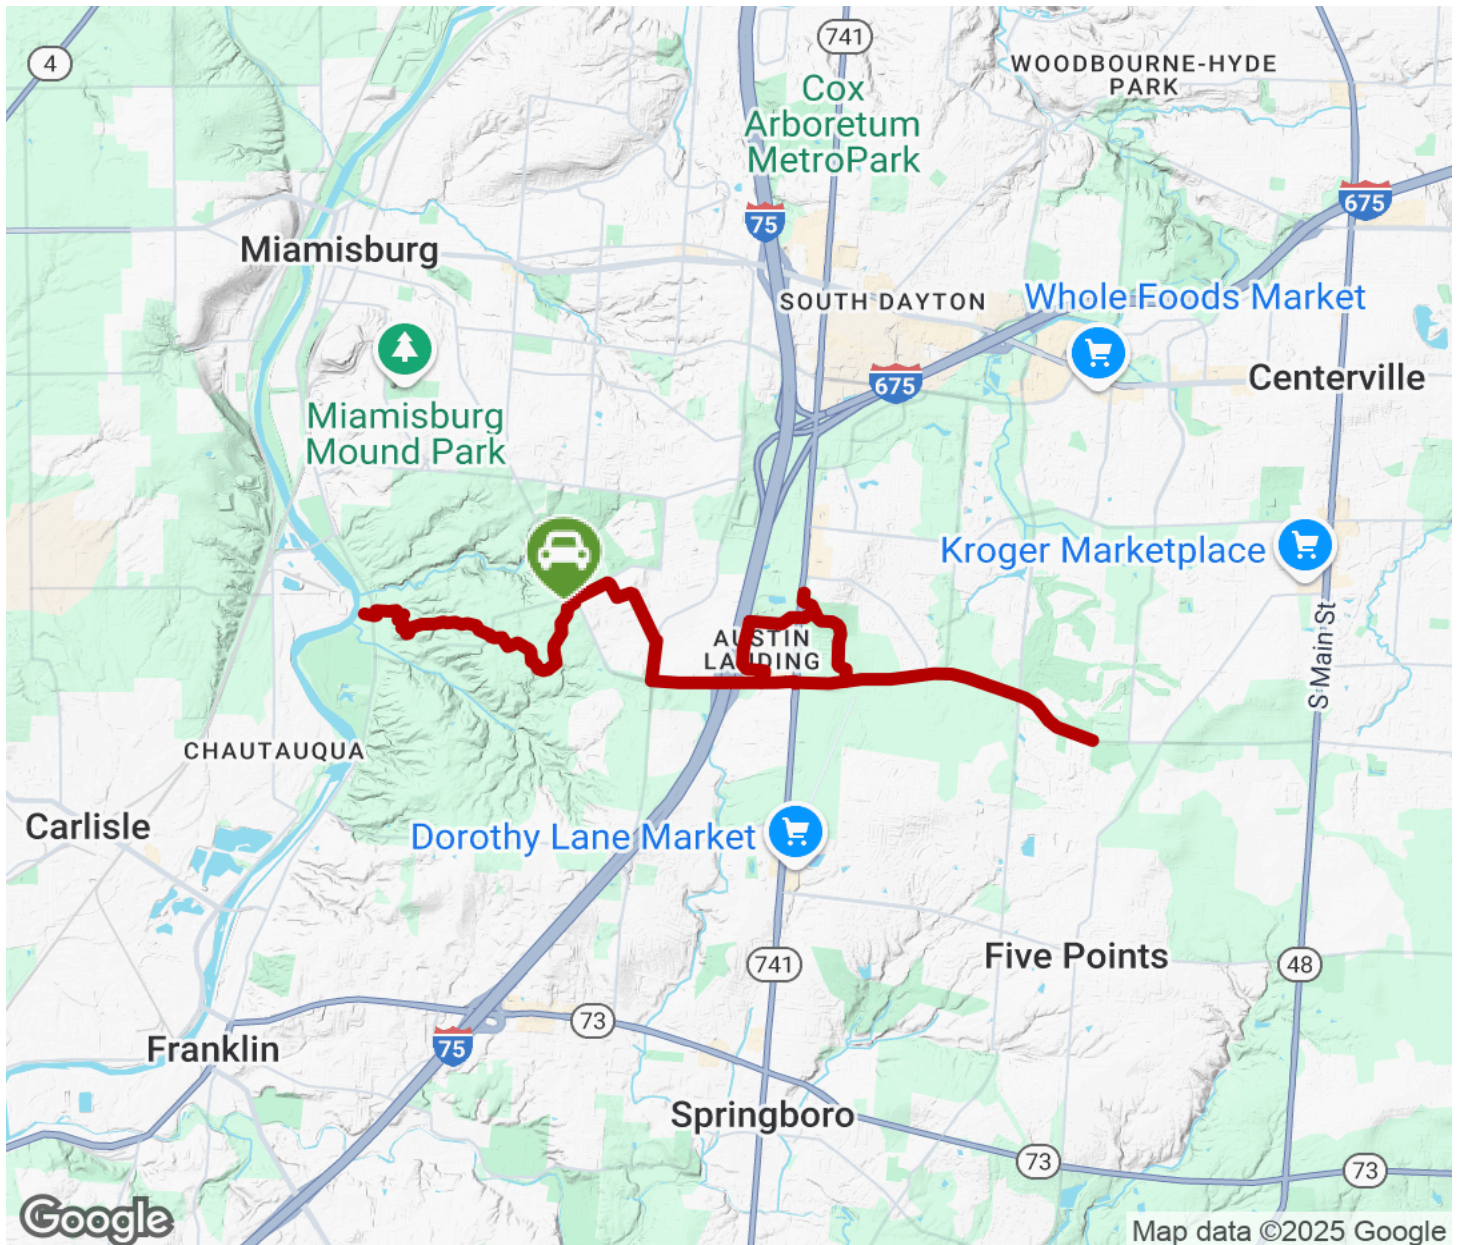 4
741
WOODBOURNE-HYDE
PARK
Cox
Arboretum
MetroPark
675
75
Miamisburg
SOUTH DAYTON
Whole Foods Market
675
Centerville
Miamisburg
Mound Park
Kroger Marketplace
AUSTIN
LANDING
S Main St
CHAUTAUQUA
Carlisle
Dorothy Lane Market
Five Points
741
48
73
Franklin
75
Springboro
73
73
Google
Map data ©2025 Google